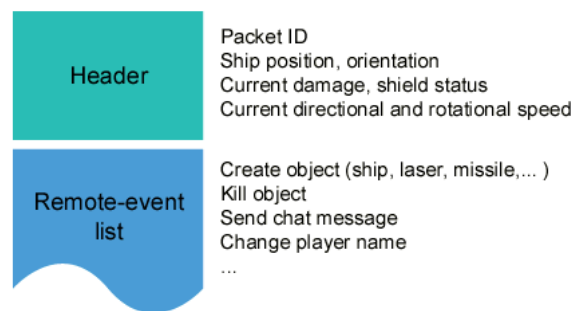 Header
Packet ID
Ship position, orientation
Current damage, shield status
Current directional and rotational speed
Remote-event
list
Create object (ship, laser, missile,... )
Kill object
Send chat message
Change player name
...